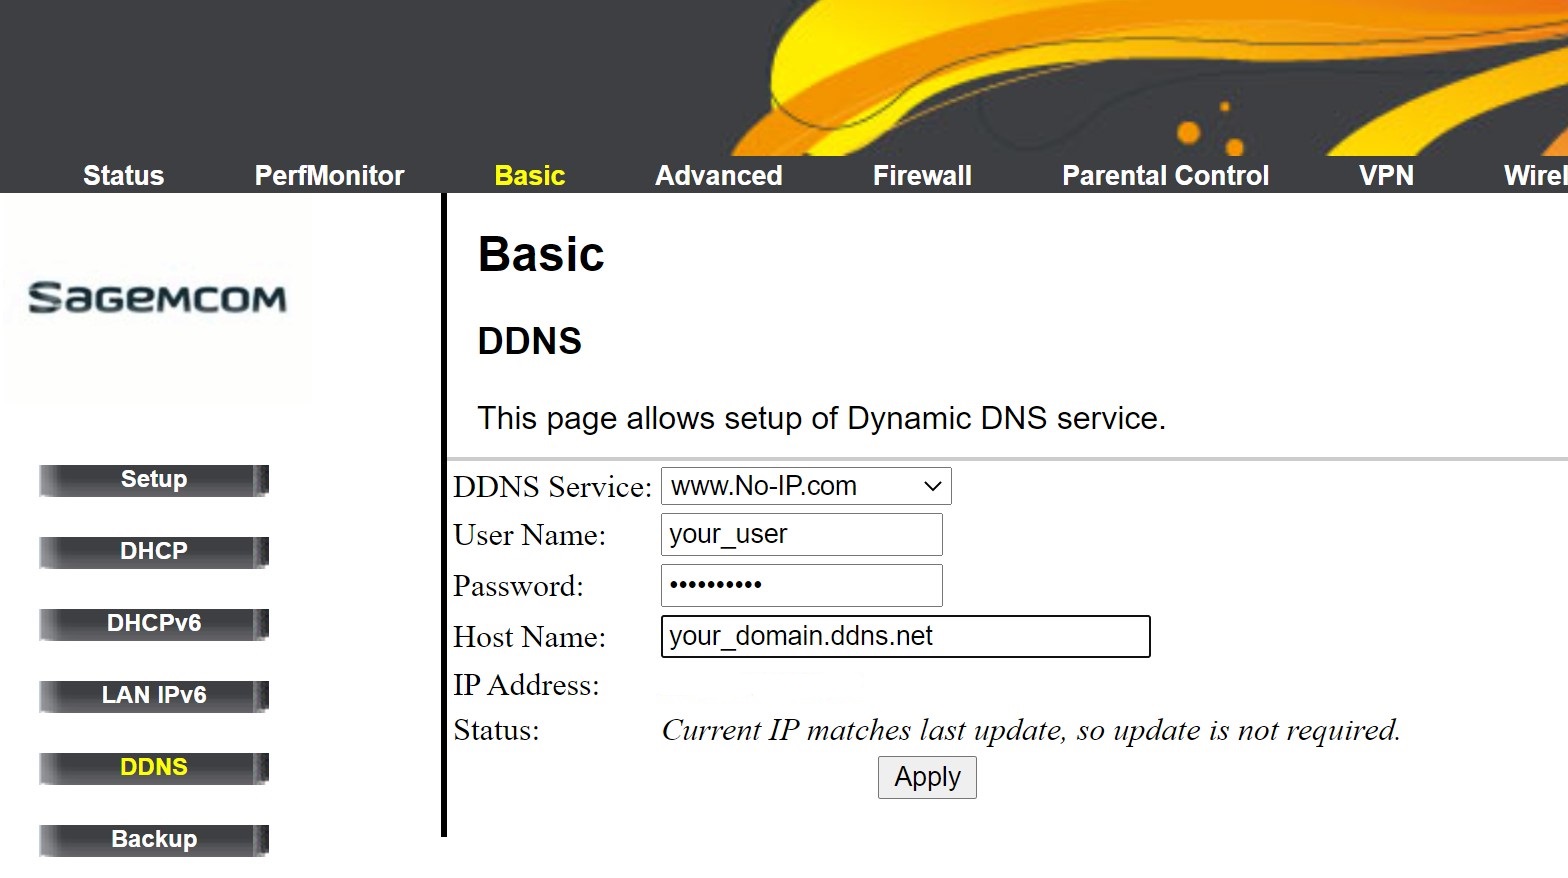 Status PerfMonitor Basic Advanced Firewall Parental Control VPN Wirel
Sagemcom
Setup
DHCP
DHCPv6
LAN IPv6
DDNS
Backup
Basic
DDNS
This page allows setup of Dynamic DNS service.
DDNS Service: www.No-IP.com
User Name: your_user
Password: ••••••••••
Host Name: your_domain.ddns.net
IP Address:
Status: Current IP matches last update, so update is not required.
Apply